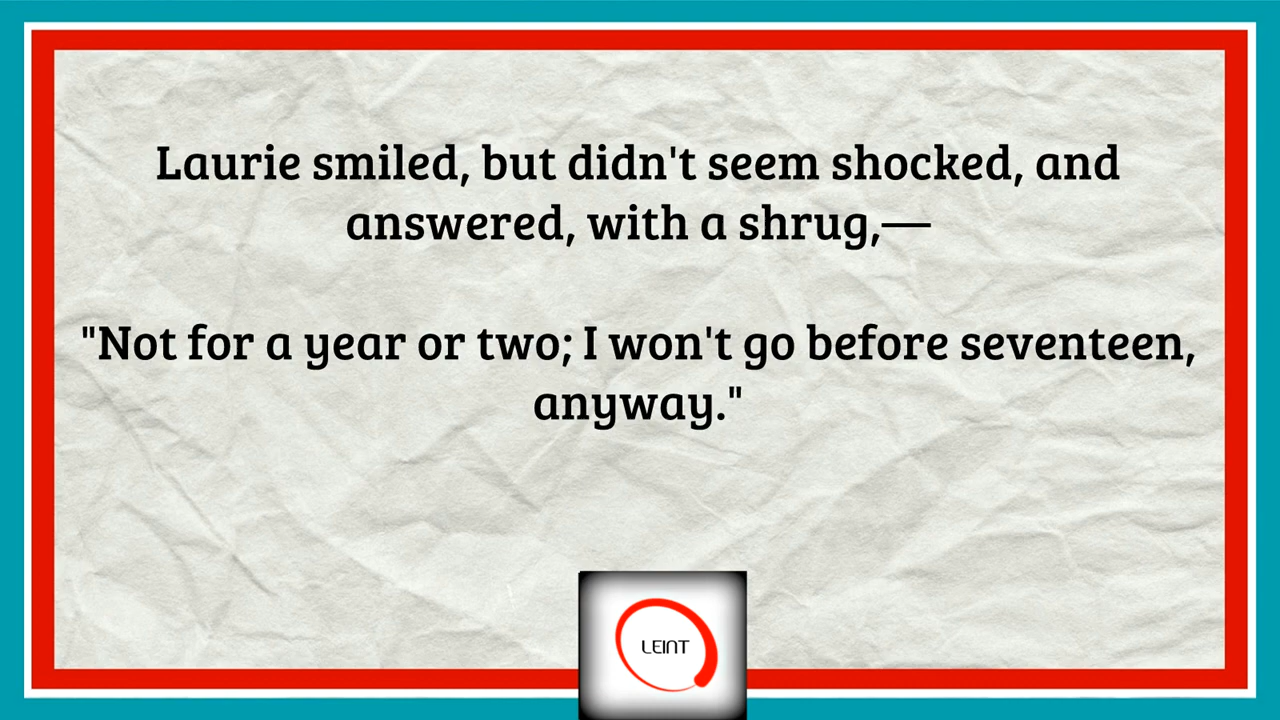 Laurie smiled, but didn't seem shocked, and
answered, with a shrug,—
"Not for a year or two; I won't go before seventeen,
anyway."
LEINT